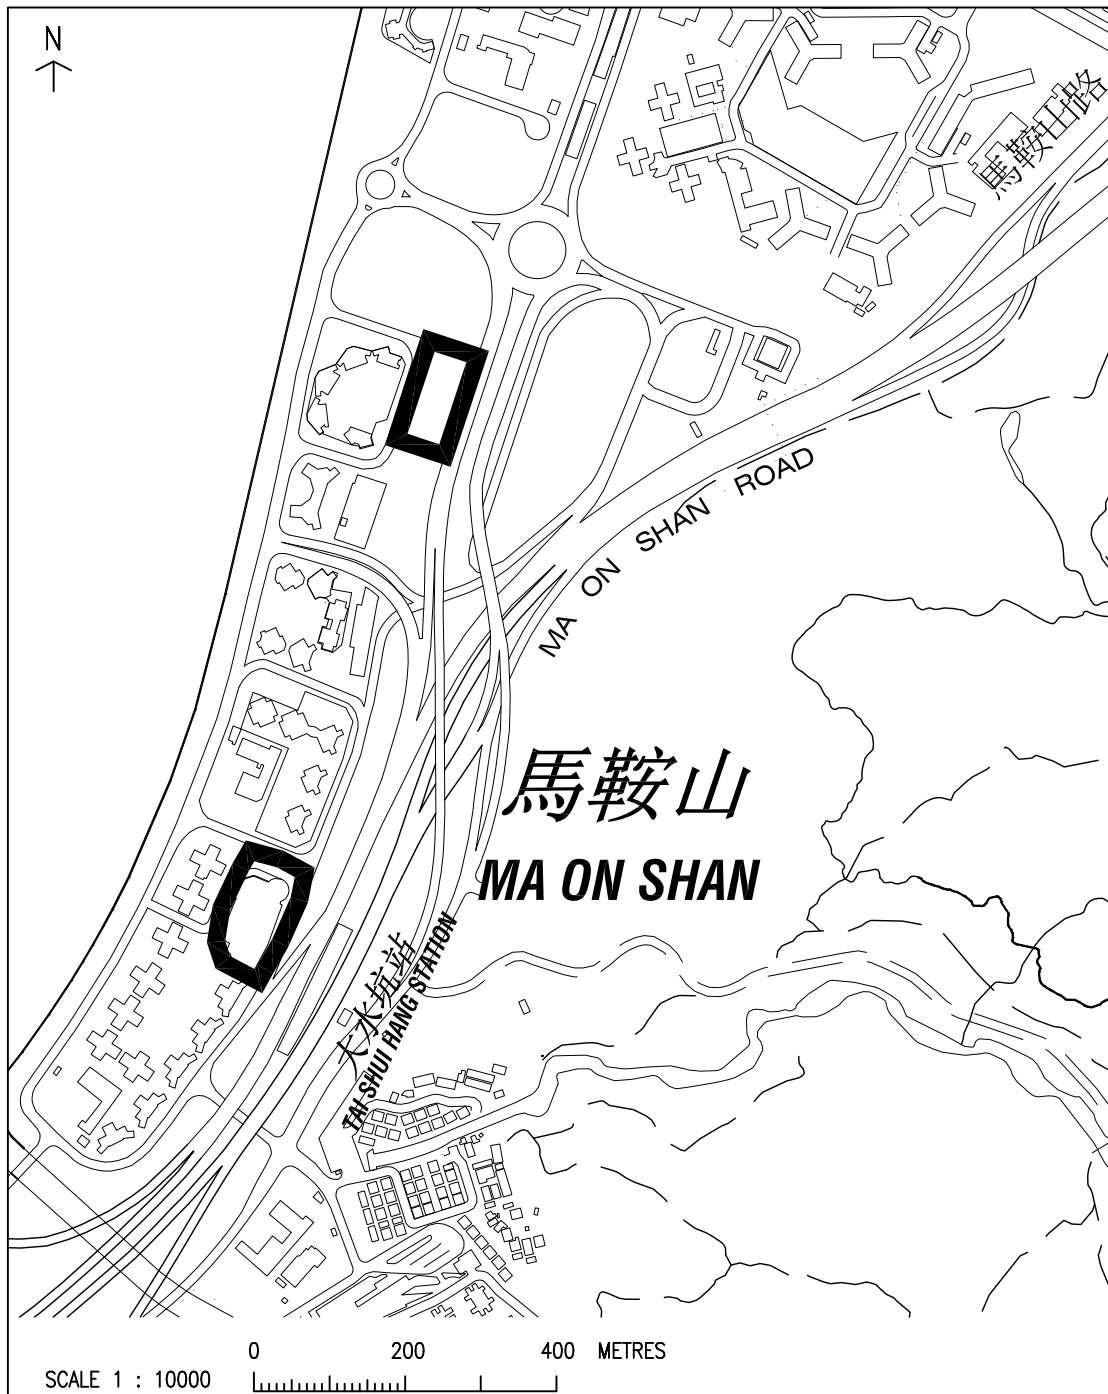 N
馬鞍山路
MA ON SHAN ROAD
馬鞍山
MA ON SHAN
大水坑站
TAI SHUI HANG STATION
0 200 400 METRES
SCALE 1 : 10000